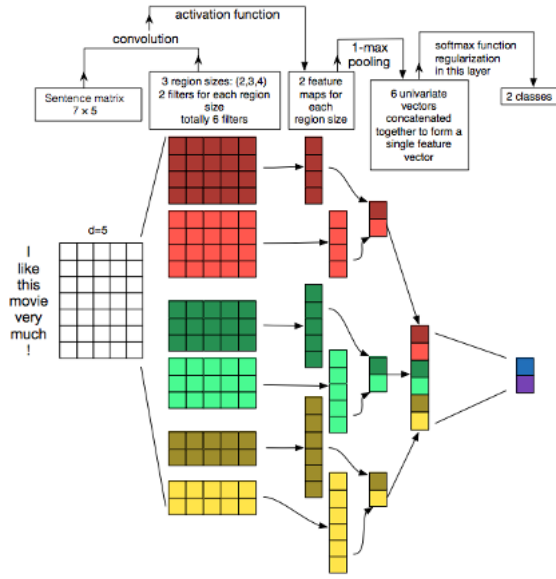 activation function
convolution
1-max
pooling
softmax function
regularization
in this layer
Sentence matrix
7 × 5
3 region sizes: (2,3,4)
2 filters for each region
size
totally 6 filters
2 feature
maps for
each
region size
6 univariate
vectors
concatenated
together to form a
single feature
vector
2 classes
d=5
I
like
this
movie
very
much
!